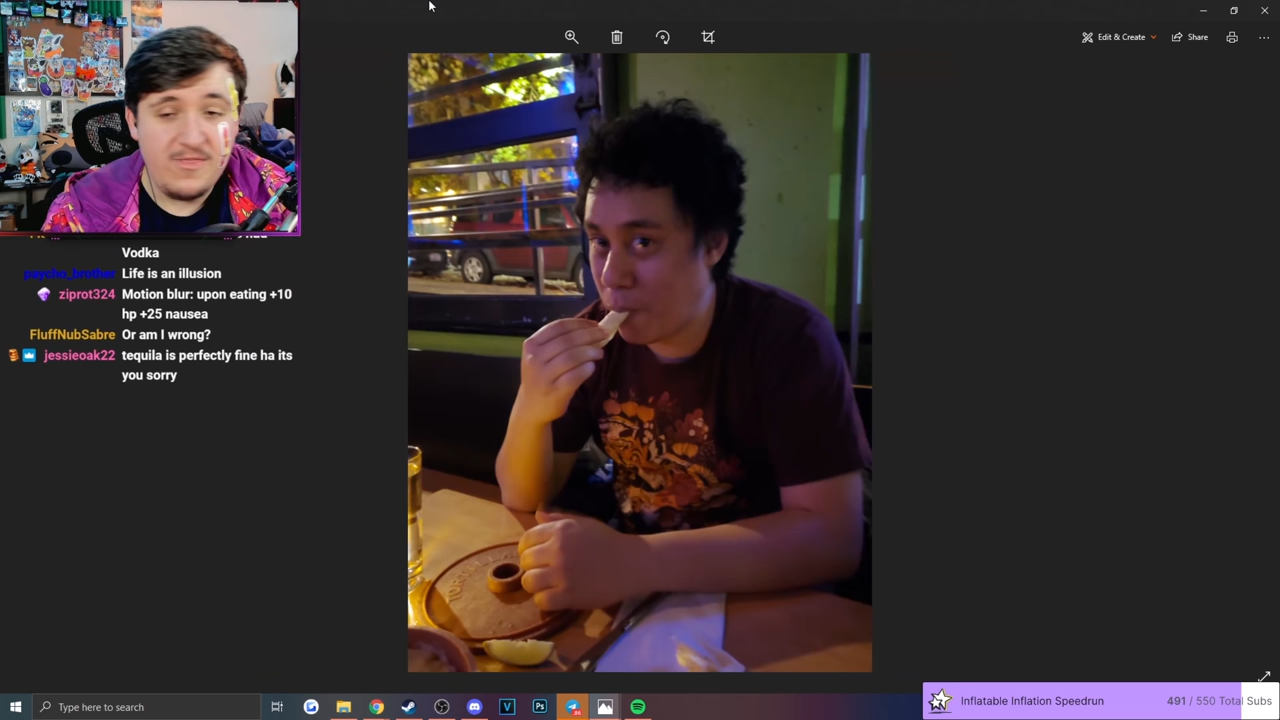 Edit & Create
Share
Vodka
psycho_brother Life is an illusion
ziprot324 Motion blur: upon eating +10
hp +25 nausea
FluffNubSabre Or am I wrong?
jessieoak22 tequila is perfectly fine ha its
you sorry
Type here to search
Inflatable Inflation Speedrun 491 / 550 Total Subs